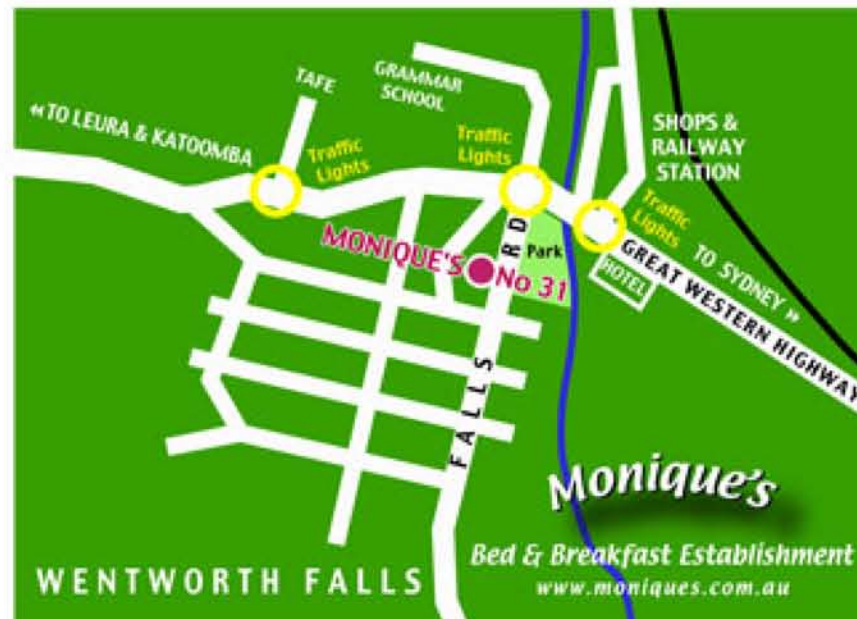 TAFE
GRAMMAR
SCHOOL
«TO LEURA & KATOOMBA
Traffic
Lights
Traffic
Lights
SHOPS &
RAILWAY
STATION
Traffic
Lights
MONIQUE'S No 31
Park
HOTEL
TO SYDNEY »
GREAT WESTERN HIGHWAY
FALLS RD
Monique's
Bed & Breakfast Establishment
www.moniques.com.au
WENTWORTH FALLS